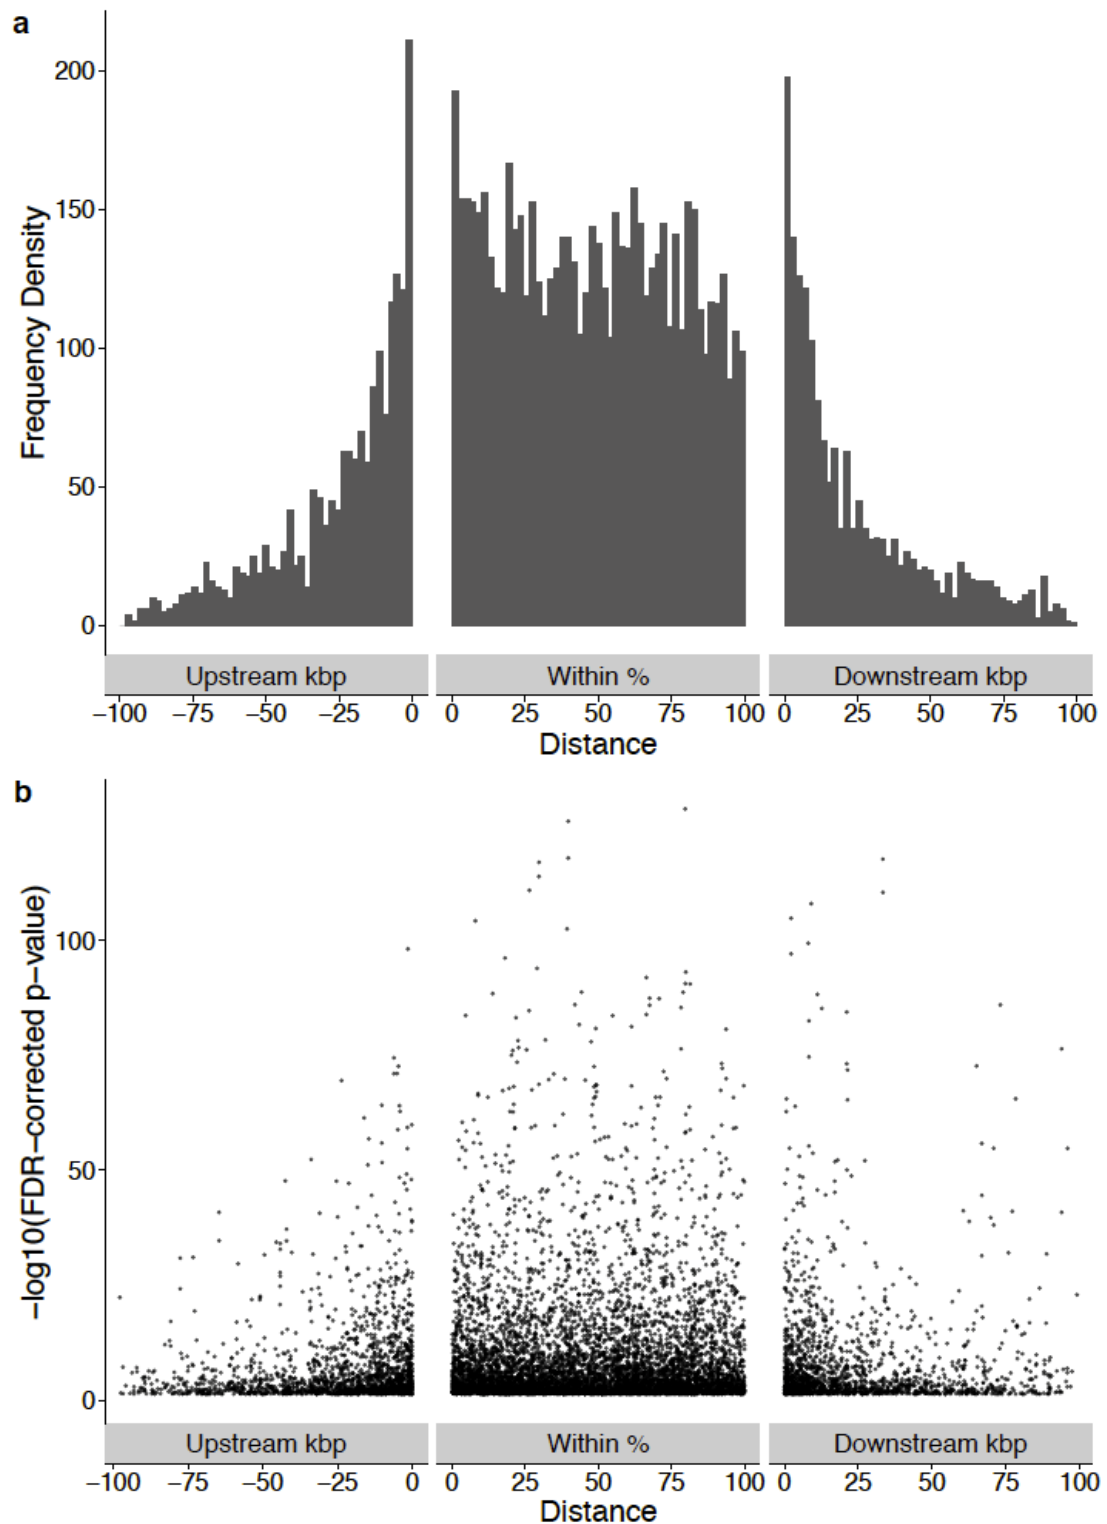 a
Frequency Density
200
150
100
50
0
Upstream kbp
Within %
Downstream kbp
−100 −75 −50 −25 0 0 25 50 75 100 0 25 50 75 100
Distance
b
−log10(FDR−corrected p−value)
100
50
0
Upstream kbp
Within %
Downstream kbp
−100 −75 −50 −25 0 0 25 50 75 100 0 25 50 75 100
Distance